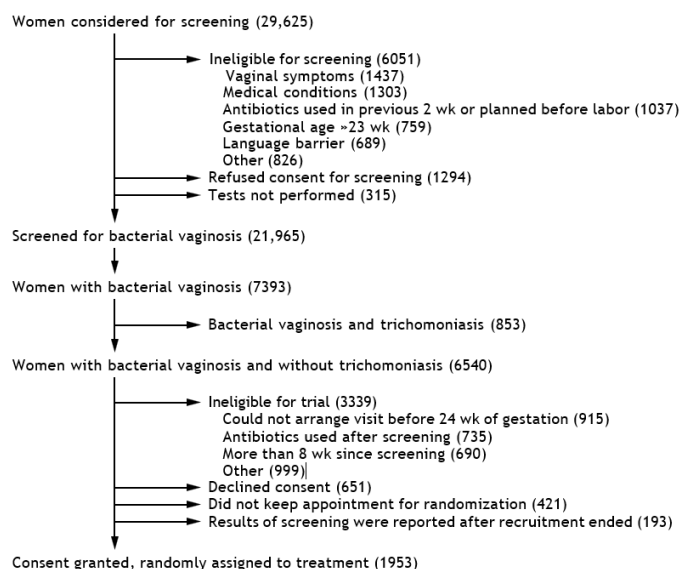 Women considered for screening (29,625)
Ineligible for screening (6051)
Vaginal symptoms (1437)
Medical conditions (1303)
Antibiotics used in previous 2 wk or planned before labor (1037)
Gestational age »23 wk (759)
Language barrier (689)
Other (826)
Refused consent for screening (1294)
Tests not performed (315)
Screened for bacterial vaginosis (21,965)
Women with bacterial vaginosis (7393)
Bacterial vaginosis and trichomoniasis (853)
Women with bacterial vaginosis and without trichomoniasis (6540)
Ineligible for trial (3339)
Could not arrange visit before 24 wk of gestation (915)
Antibiotics used after screening (735)
More than 8 wk since screening (690)
Other (999)
Declined consent (651)
Did not keep appointment for randomization (421)
Results of screening were reported after recruitment ended (193)
Consent granted, randomly assigned to treatment (1953)